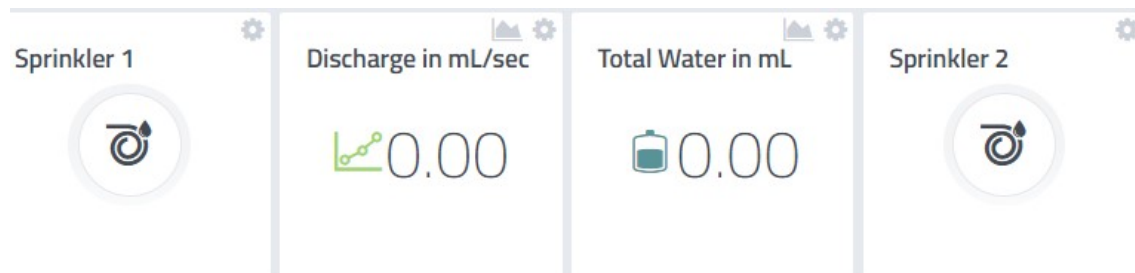 Sprinkler 1
Discharge in mL/sec
Total Water in mL
Sprinkler 2
0.00
0.00